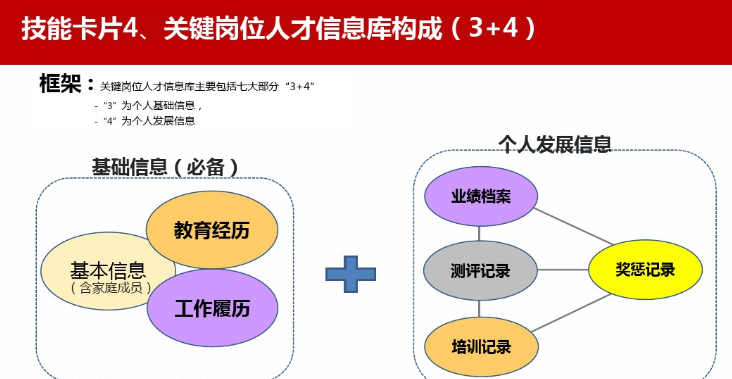 技能卡片4、关键岗位人才信息库构成（3+4）
框架：关键岗位人才信息库主要包括七大部分“3+4”
-“3”为个人基础信息，
-“4”为个人发展信息
基础信息（必备）
教育经历
基本信息
（含家庭成员）
工作履历
个人发展信息
业绩档案
测评记录
奖惩记录
培训记录